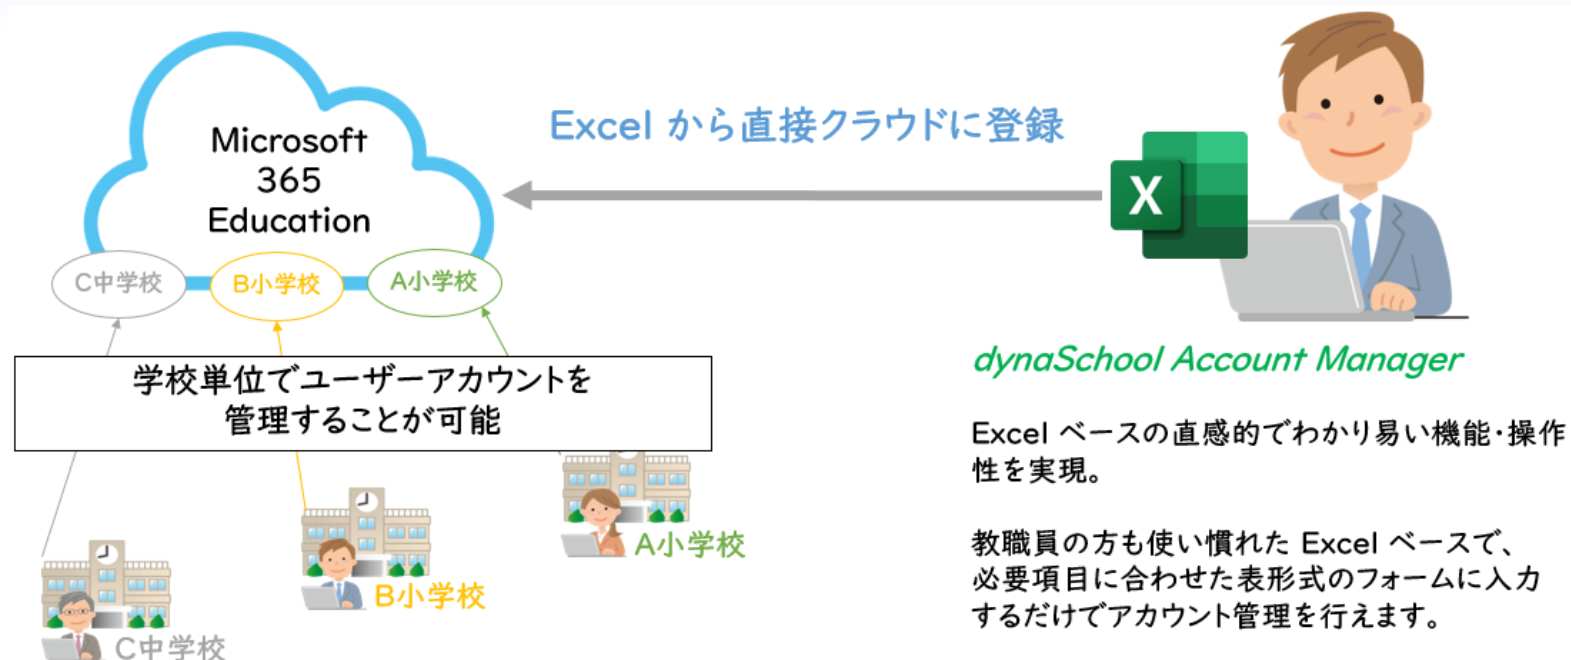 Microsoft
365
Education
Excel から直接クラウドに登録
X
C中学校
B小学校
A小学校
学校単位でユーザーアカウントを
管理することが可能
A小学校
B小学校
C中学校
dynaSchool Account Manager
Excel ベースの直感的でわかり易い機能・操作
性を実現。
教職員の方も使い慣れた Excel ベースで、
必要項目に合わせた表形式のフォームに入力
するだけでアカウント管理を行えます。